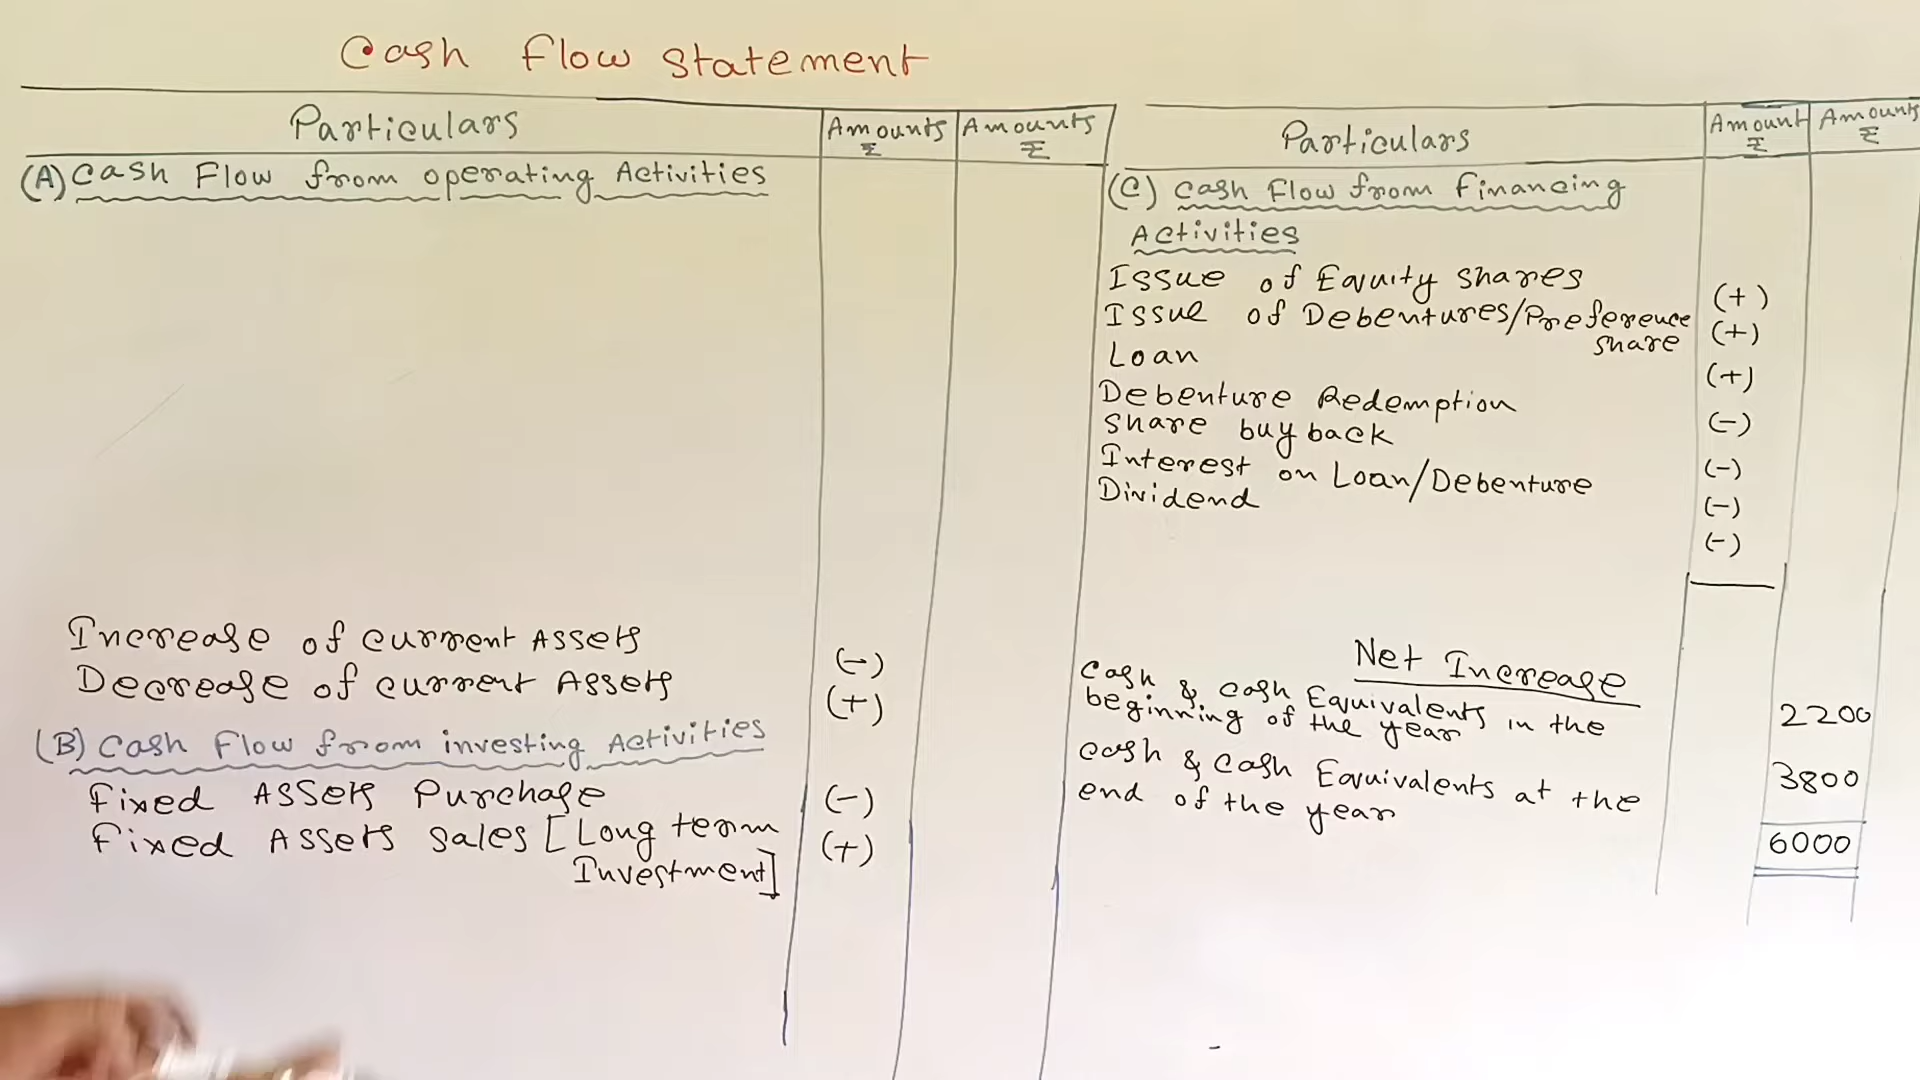 Cash Flow Statement
Particulars Amounts ₹ Amounts ₹
(A) Cash Flow from operating Activities
Increase of current Assets (-)
Decrease of current Assets (+)
(B) Cash Flow from investing Activities
Fixed Assets Purchase (-)
Fixed Assets sales [Long term (+)
Investment]
Particulars Amount ₹ Amounts ₹
(C) Cash Flow from Financing
Activities
Issue of Equity shares (+)
Issue of Debentures/Preference (+)
share
Loan (+)
Debenture Redemption (-)
Share buy back (-)
Interest on Loan/Debenture (-)
Dividend (-)
Net Increase 2200
Cash & cash Equivalents in the
beginning of the year 3800
Cash & Cash Equivalents at the
end of the year 6000